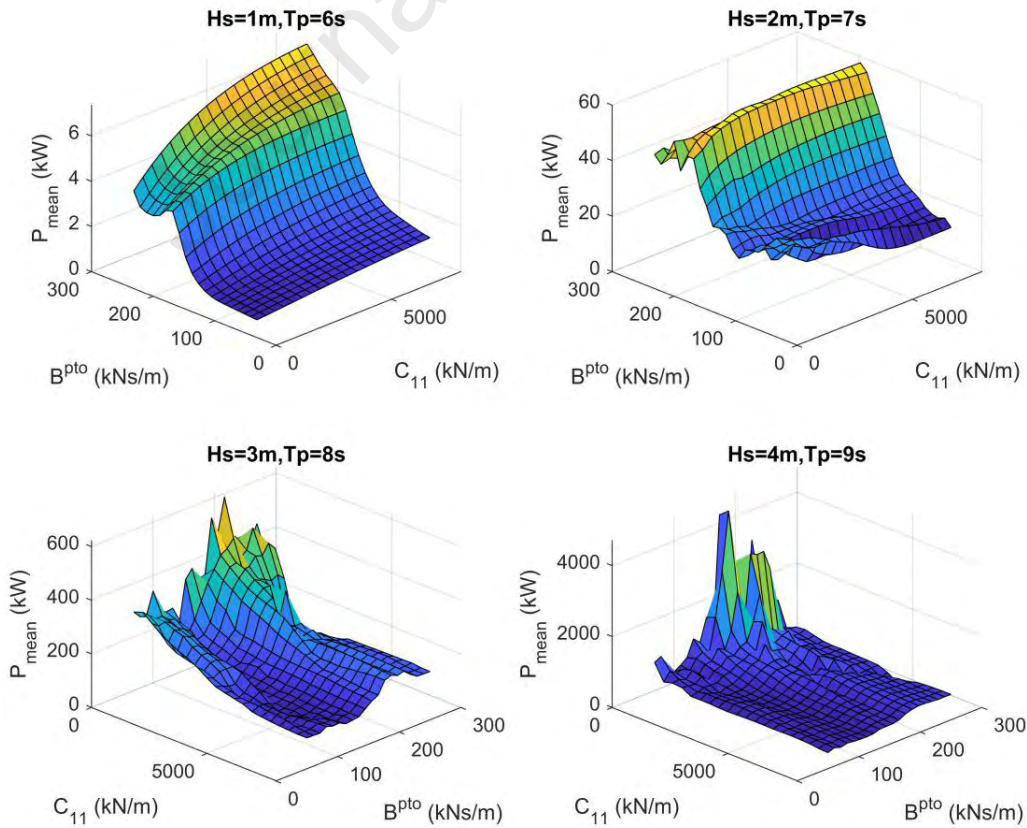 Hs=1m,Tp=6s
P_mean (kW)
6
4
2
0
300
200
100
0
B^pto (kNs/m)
0
5000
C_11 (kN/m)
Hs=2m,Tp=7s
P_mean (kW)
60
40
20
0
300
200
100
0
B^pto (kNs/m)
0
5000
C_11 (kN/m)
Hs=3m,Tp=8s
P_mean (kW)
600
400
200
0
0
5000
C_11 (kN/m)
0
100
200
300
B^pto (kNs/m)
Hs=4m,Tp=9s
P_mean (kW)
4000
2000
0
0
5000
C_11 (kN/m)
0
100
200
300
B^pto (kNs/m)